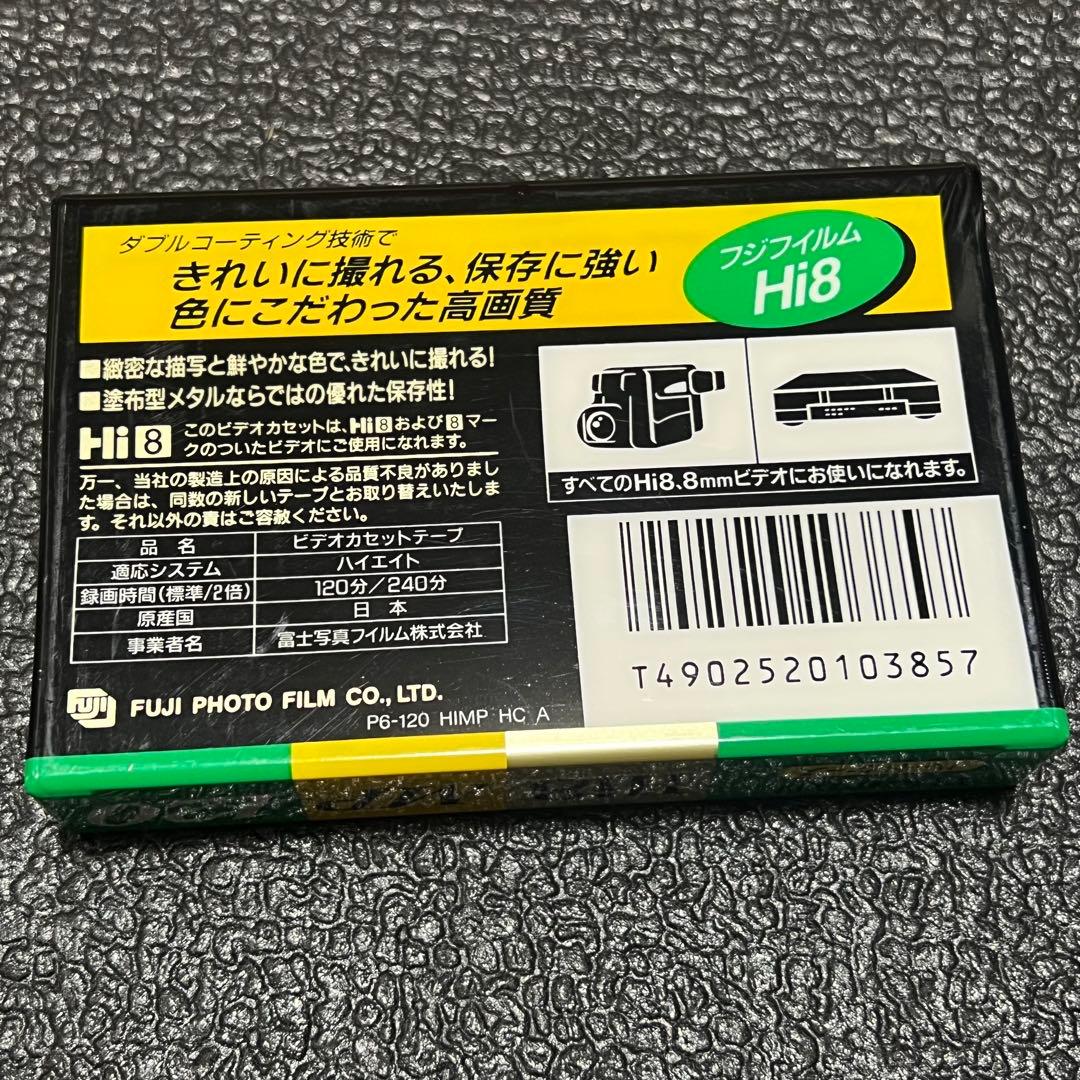 ダブルコーティング技術で
きれいに撮れる、保存に強い
色にこだわった高画質
フジフイルム
Hi8
■緻密な描写と鮮やかな色で、きれいに撮れる!
■塗布型メタルならではの優れた保存性!
Hi8 このビデオカセットは、Hi8および8マー
クのついたビデオにご使用になれます。
万一、当社の製造上の原因による品質不良がありまし
た場合は、同数の新しいテープとお取り替えいたしま
す。それ以外の責はご容赦ください。
品 名 ビデオカセットテープ
適応システム ハイエイト
録画時間(標準/2倍) 120分/240分
原産国 日 本
事業者名 富士写真フイルム株式会社
すべてのHi8、8mmビデオにお使いになれます。
T4902520103857
FUJI FUJI PHOTO FILM CO., LTD.
P6-120 HIMP HC A